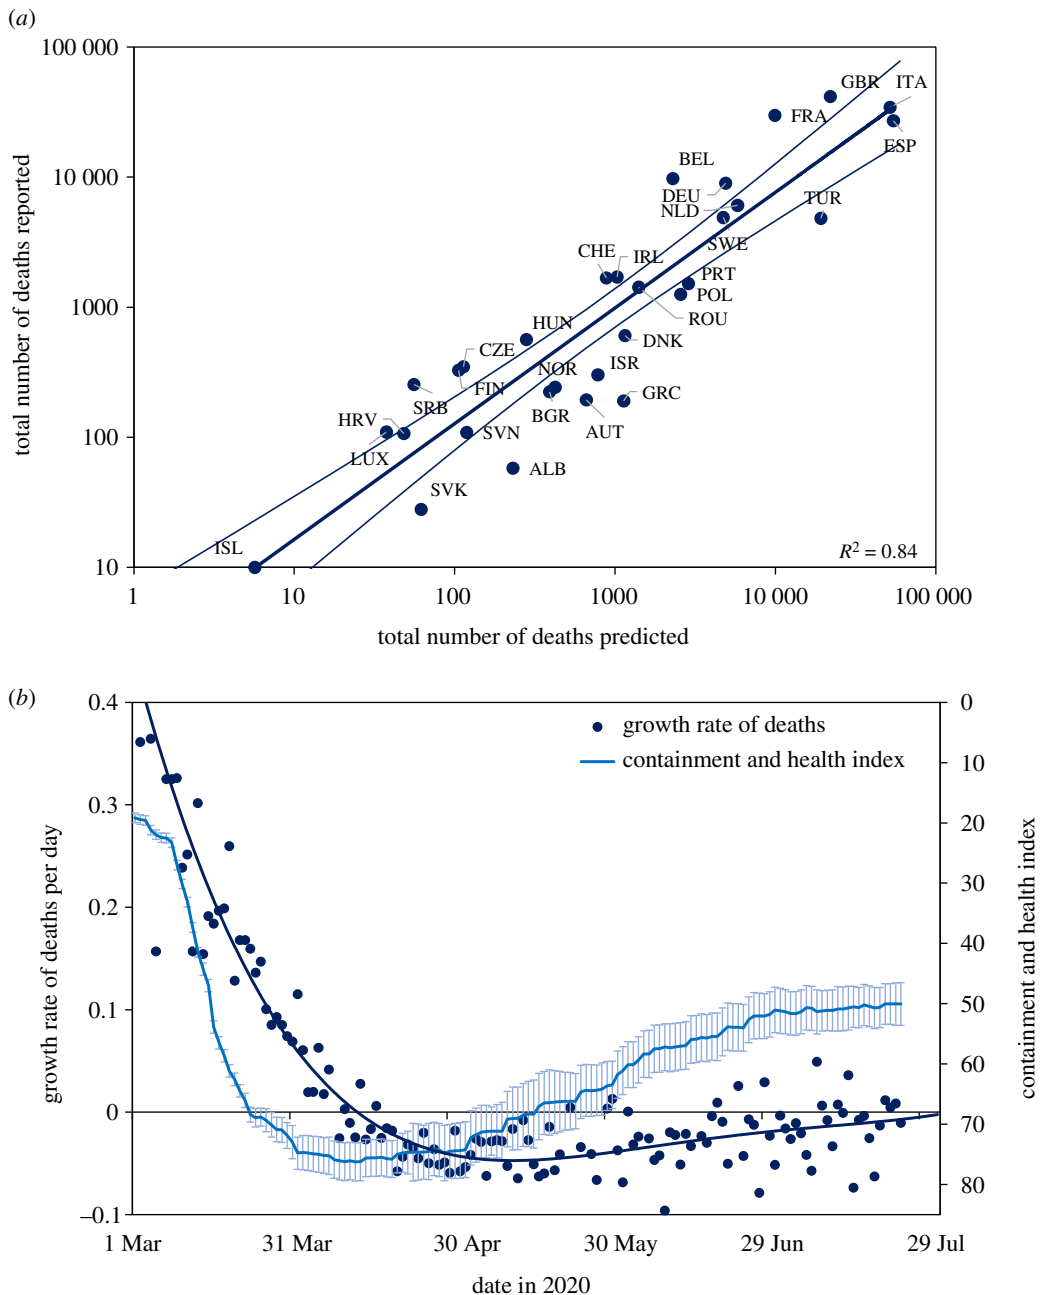 (a)
100 000
10 000
1000
100
10
total number of deaths reported
GBR ITA
FRA
ESP
BEL
DEU
NLD
TUR
SWE
CHE IRL
PRT
POL
ROU
HUN
DNK
CZE
NOR ISR
FIN
SRB
GRC
BGR
HRV
AUT
SVN
LUX
ALB
SVK
ISL
R² = 0.84
1 10 100 1000 10 000 100 000
total number of deaths predicted
(b)
0.4
0.3
0.2
0.1
0
–0.1
growth rate of deaths per day
growth rate of deaths
containment and health index
0
10
20
30
40
50
60
70
80
containment and health index
1 Mar 31 Mar 30 Apr 30 May 29 Jun 29 Jul
date in 2020